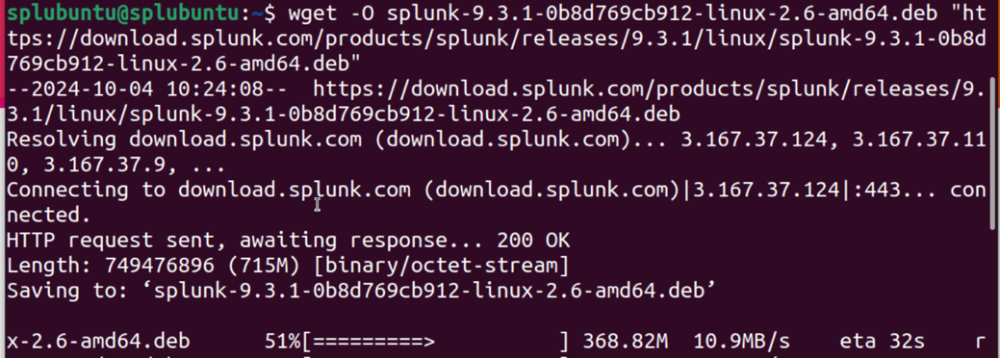 splubuntu@splubuntu:~$ wget -O splunk-9.3.1-0b8d769cb912-linux-2.6-amd64.deb "ht
tps://download.splunk.com/products/splunk/releases/9.3.1/linux/splunk-9.3.1-0b8d
769cb912-linux-2.6-amd64.deb"
--2024-10-04 10:24:08--  https://download.splunk.com/products/splunk/releases/9.
3.1/linux/splunk-9.3.1-0b8d769cb912-linux-2.6-amd64.deb
Resolving download.splunk.com (download.splunk.com)... 3.167.37.124, 3.167.37.11
0, 3.167.37.9, ...
Connecting to download.splunk.com (download.splunk.com)|3.167.37.124|:443... con
nected.
HTTP request sent, awaiting response... 200 OK
Length: 749476896 (715M) [binary/octet-stream]
Saving to: ‘splunk-9.3.1-0b8d769cb912-linux-2.6-amd64.deb’
x-2.6-amd64.deb      51%[=========>          ] 368.82M  10.9MB/s    eta 32s    r